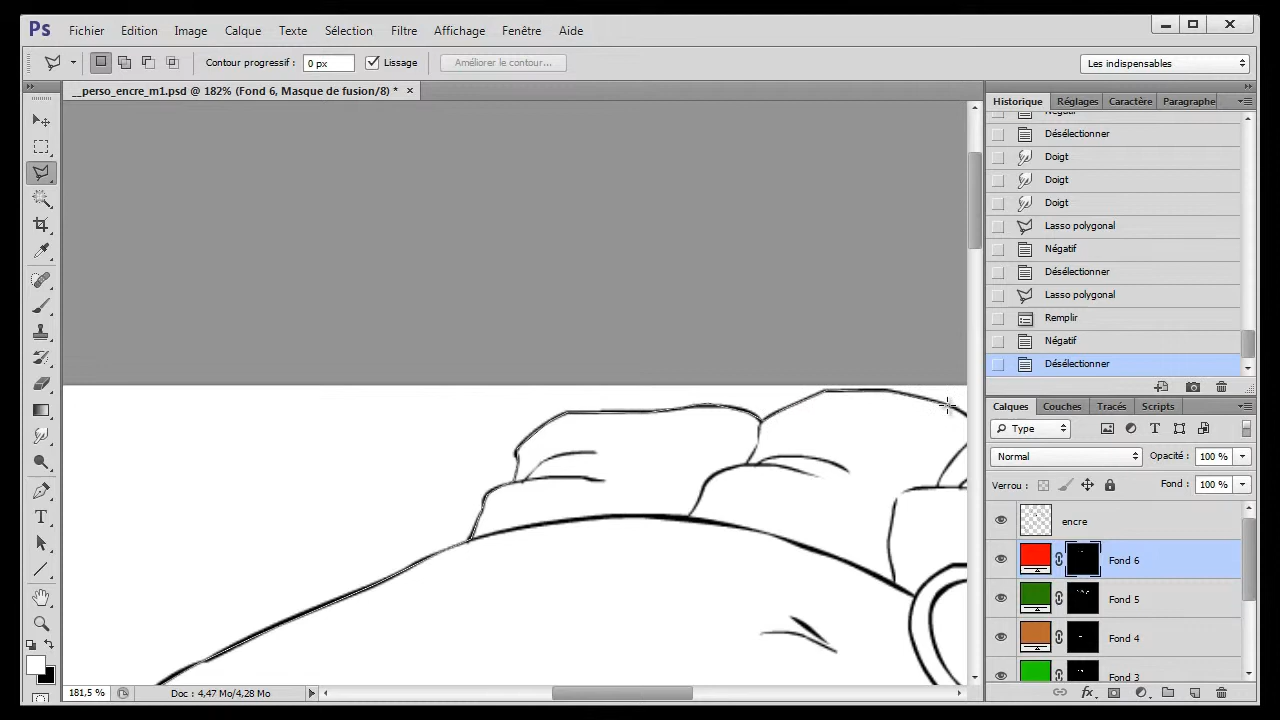 Ps Fichier Edition Image Calque Texte Sélection Filtre Affichage Fenêtre Aide
Contour progressif : 0 px Lissage Améliorer le contour... Les indispensables
__perso_encre_m1.psd @ 182% (Fond 6, Masque de fusion/8) * ×
Historique Réglages Caractère Paragraphe
Négatif
Désélectionner
Doigt
Doigt
Doigt
Lasso polygonal
Négatif
Désélectionner
Lasso polygonal
Remplir
Négatif
Désélectionner
Calques Couches Tracés Scripts
Type
Normal Opacité : 100 %
Verrou : Fond : 100 %
encre
Fond 6
Fond 5
Fond 4
Fond 3
181,5 % Doc : 4,47 Mo/4,28 Mo